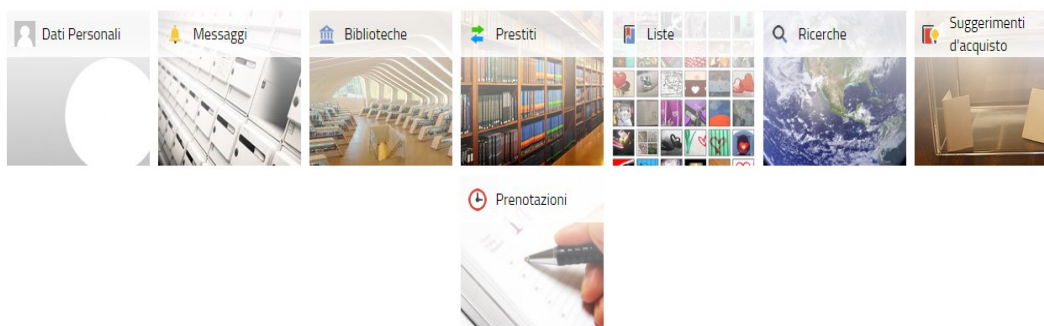 Dati Personali
Messaggi
Biblioteche
Prestiti
Liste
Ricerche
Suggerimenti
d'acquisto
Prenotazioni